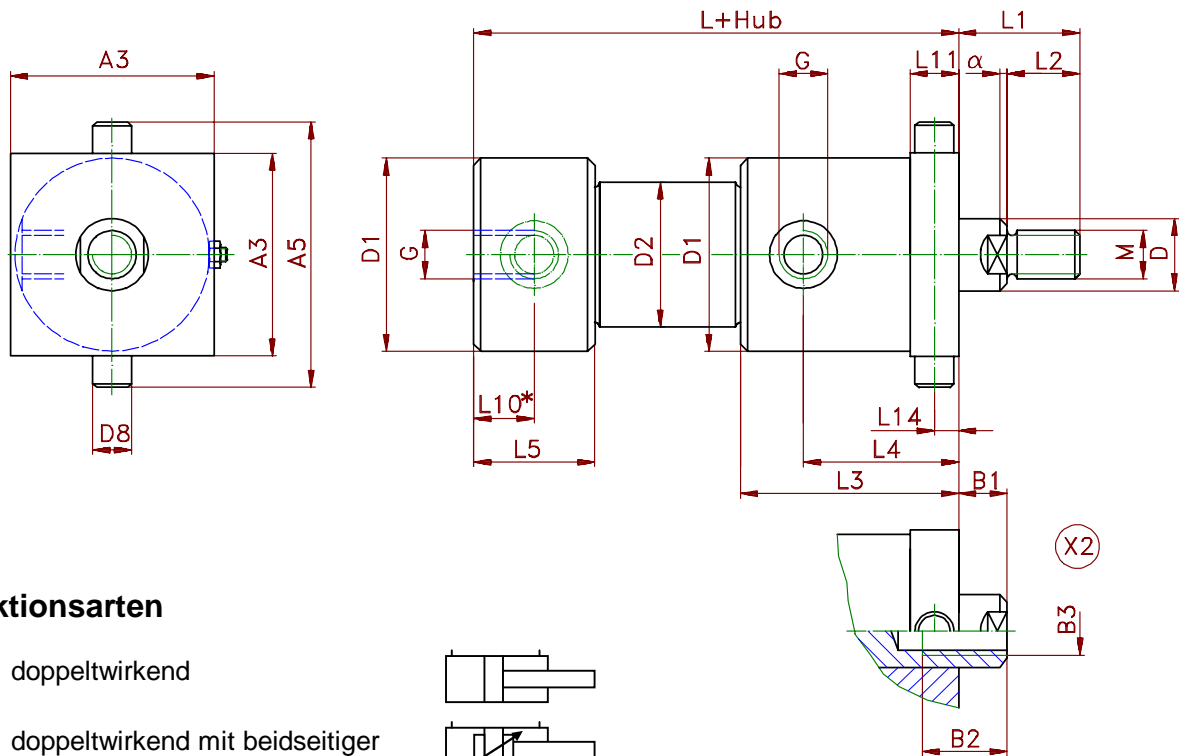 L+Hub
L1
A3
G
L11
α
L2
D1
G
D2
D1
A3
A5
M
D
L10*
D8
L14
L5
L4
L3
B1
X2
B3
ktionsarten
doppeltwirkend
doppeltwirkend mit beidseitiger
B2